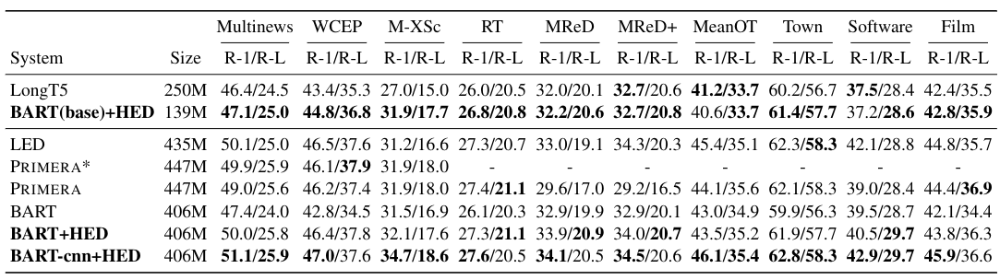 Multinews WCEP M-XSc RT MReD MReD+ MeanOT Town Software Film
System Size R-1/R-L R-1/R-L R-1/R-L R-1/R-L R-1/R-L R-1/R-L R-1/R-L R-1/R-L R-1/R-L R-1/R-L
LongT5 250M 46.4/24.5 43.4/35.3 27.0/15.0 26.0/20.5 32.0/20.1 32.7/20.6 41.2/33.7 60.2/56.7 37.5/28.4 42.4/35.5
BART(base)+HED 139M 47.1/25.0 44.8/36.8 31.9/17.7 26.8/20.8 32.2/20.6 32.7/20.8 40.6/33.7 61.4/57.7 37.2/28.6 42.8/35.9
LED 435M 50.1/25.0 46.5/37.6 31.2/16.6 27.3/20.7 33.0/19.1 34.3/20.3 45.4/35.1 62.3/58.3 42.1/28.8 44.8/35.7
PRIMERA* 447M 49.9/25.9 46.1/37.9 31.9/18.0 - - - - - - -
PRIMERA 447M 49.0/25.6 46.2/37.4 31.9/18.0 27.4/21.1 29.6/17.0 29.2/16.5 44.1/35.6 62.1/58.3 39.0/28.4 44.4/36.9
BART 406M 47.4/24.0 42.8/34.5 31.5/16.9 26.1/20.3 32.9/19.9 32.9/20.1 43.0/34.9 59.9/56.3 39.5/28.7 42.1/34.4
BART+HED 406M 50.0/25.8 46.4/37.8 32.1/17.6 27.3/21.1 33.9/20.9 34.0/20.7 43.5/35.2 61.9/57.7 40.5/29.7 43.8/36.3
BART-cnn+HED 406M 51.1/25.9 47.0/37.6 34.7/18.6 27.6/20.5 34.1/20.5 34.5/20.6 46.1/35.4 62.8/58.3 42.9/29.7 45.9/36.6